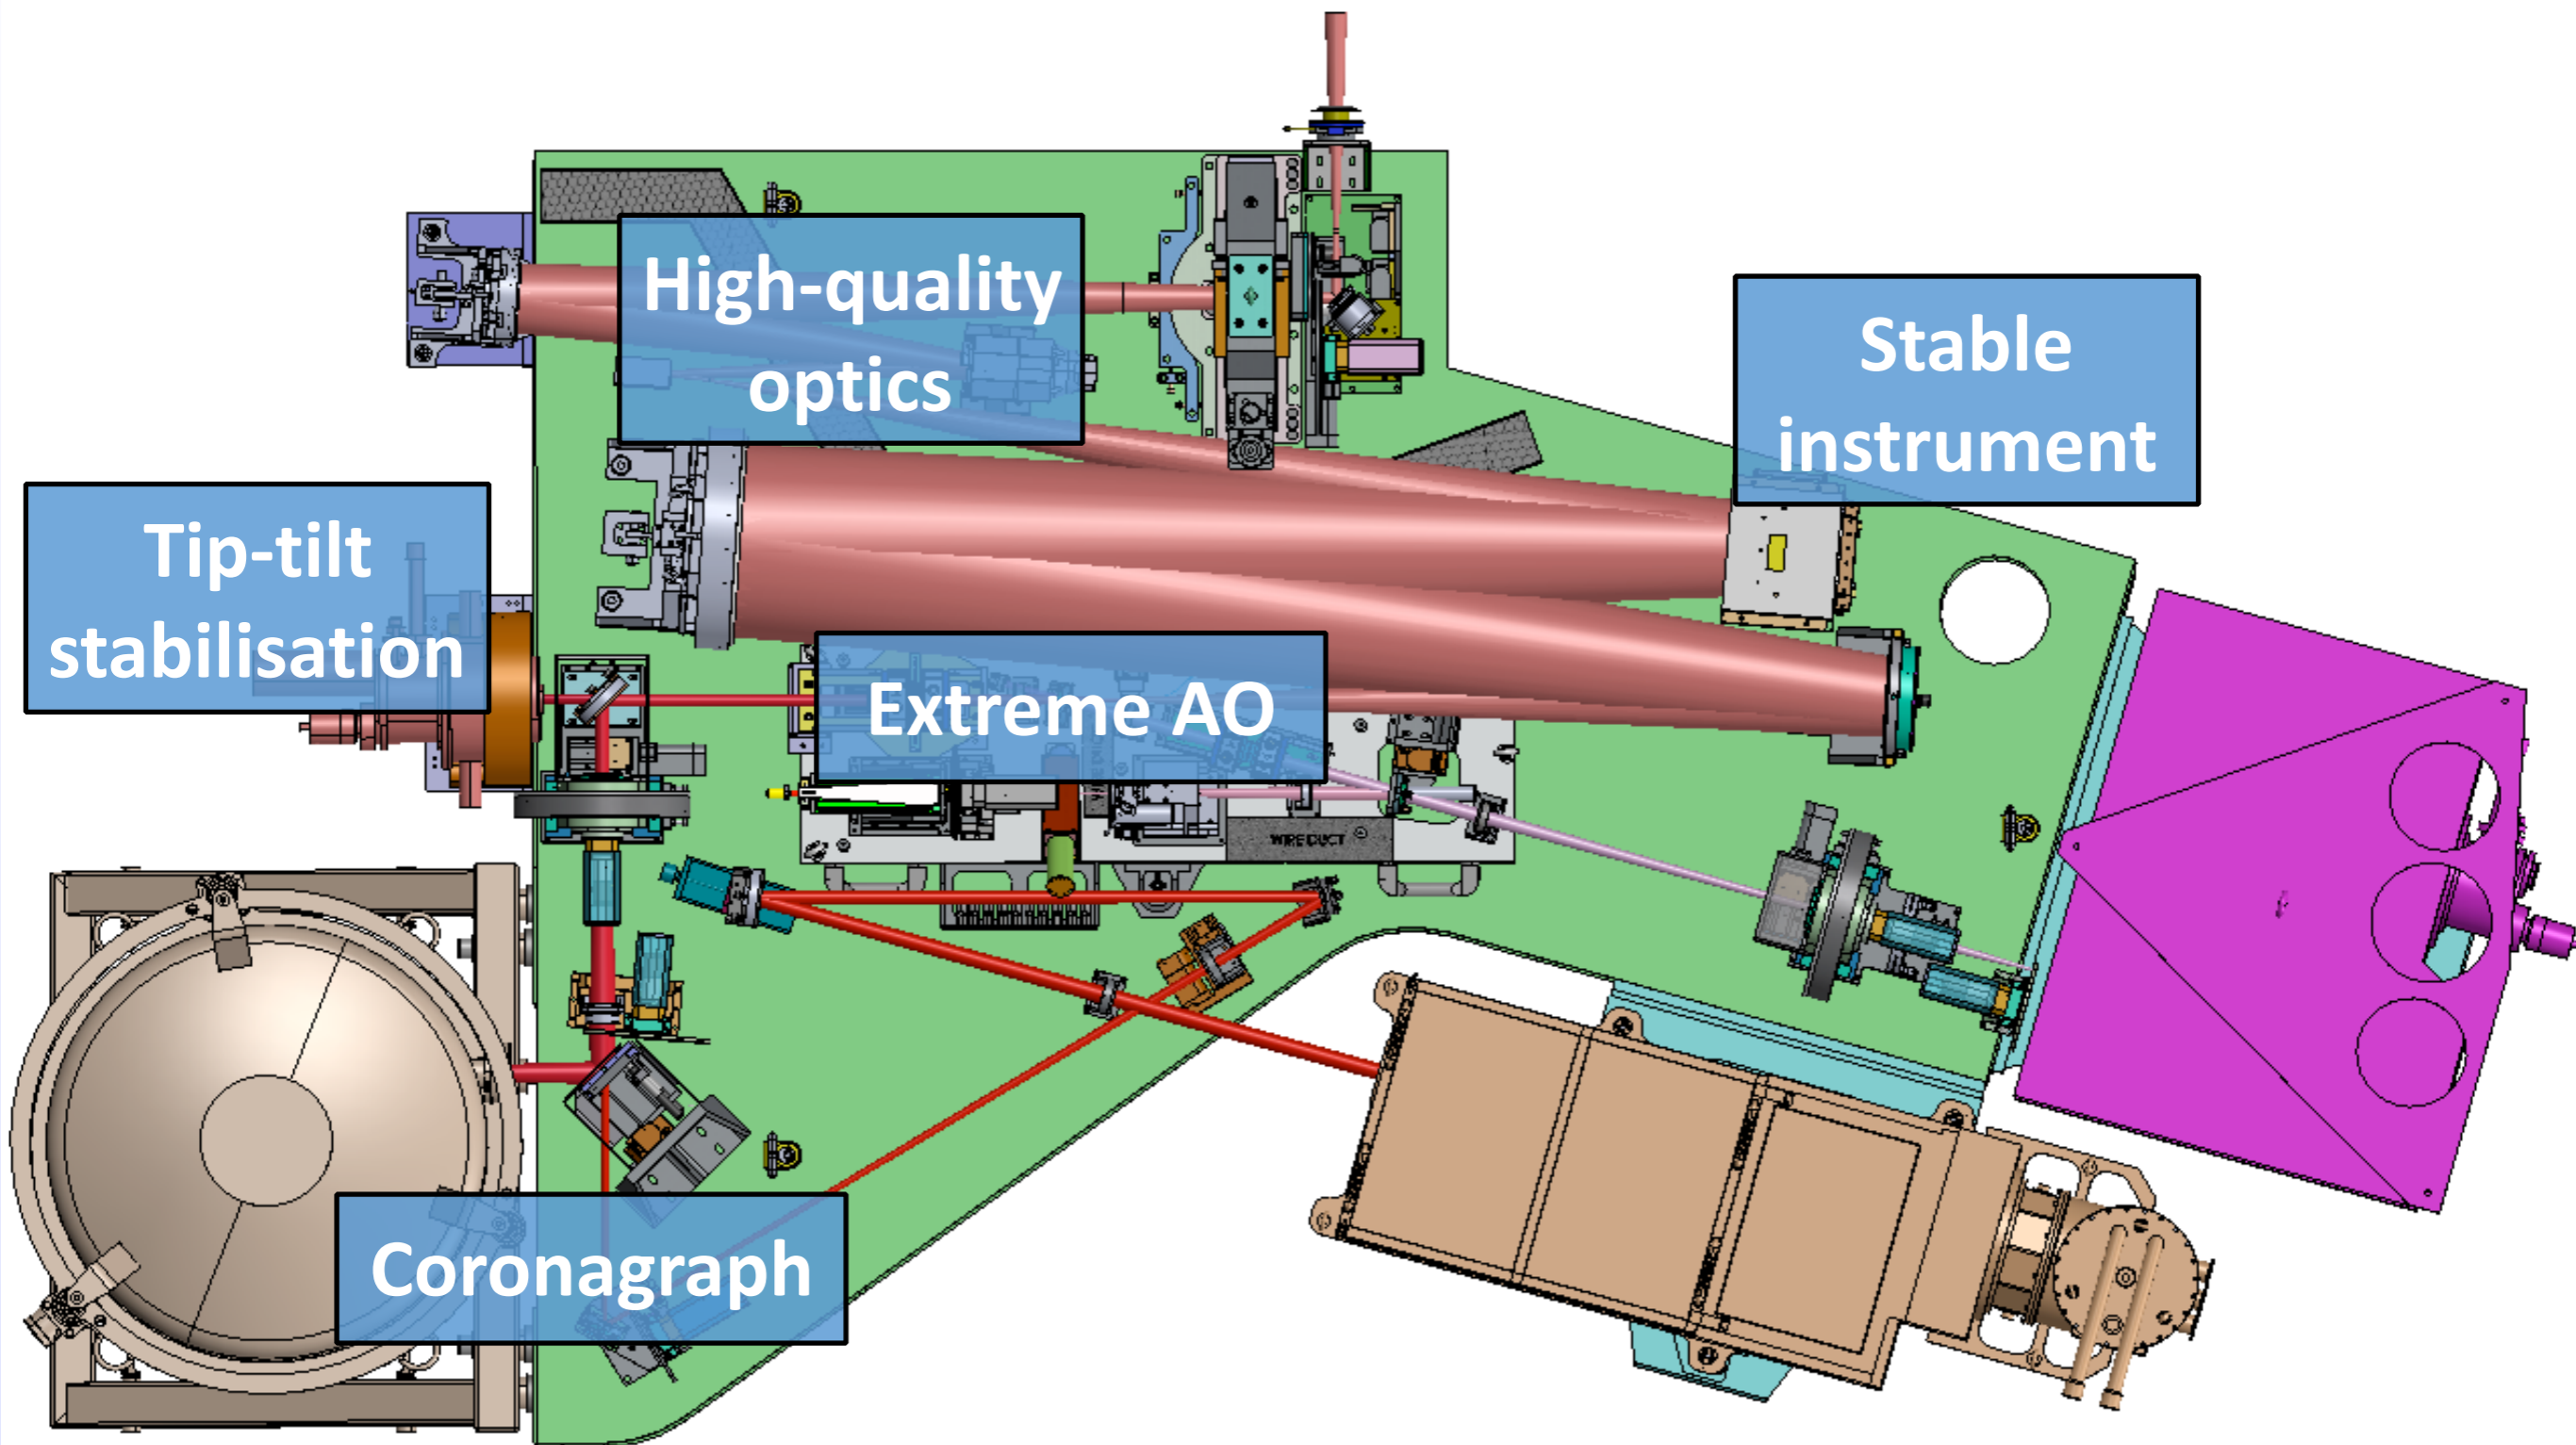 High-quality
optics
Stable
instrument
Tip-tilt
stabilisation
Extreme AO
WIRE DUCT
Coronagraph